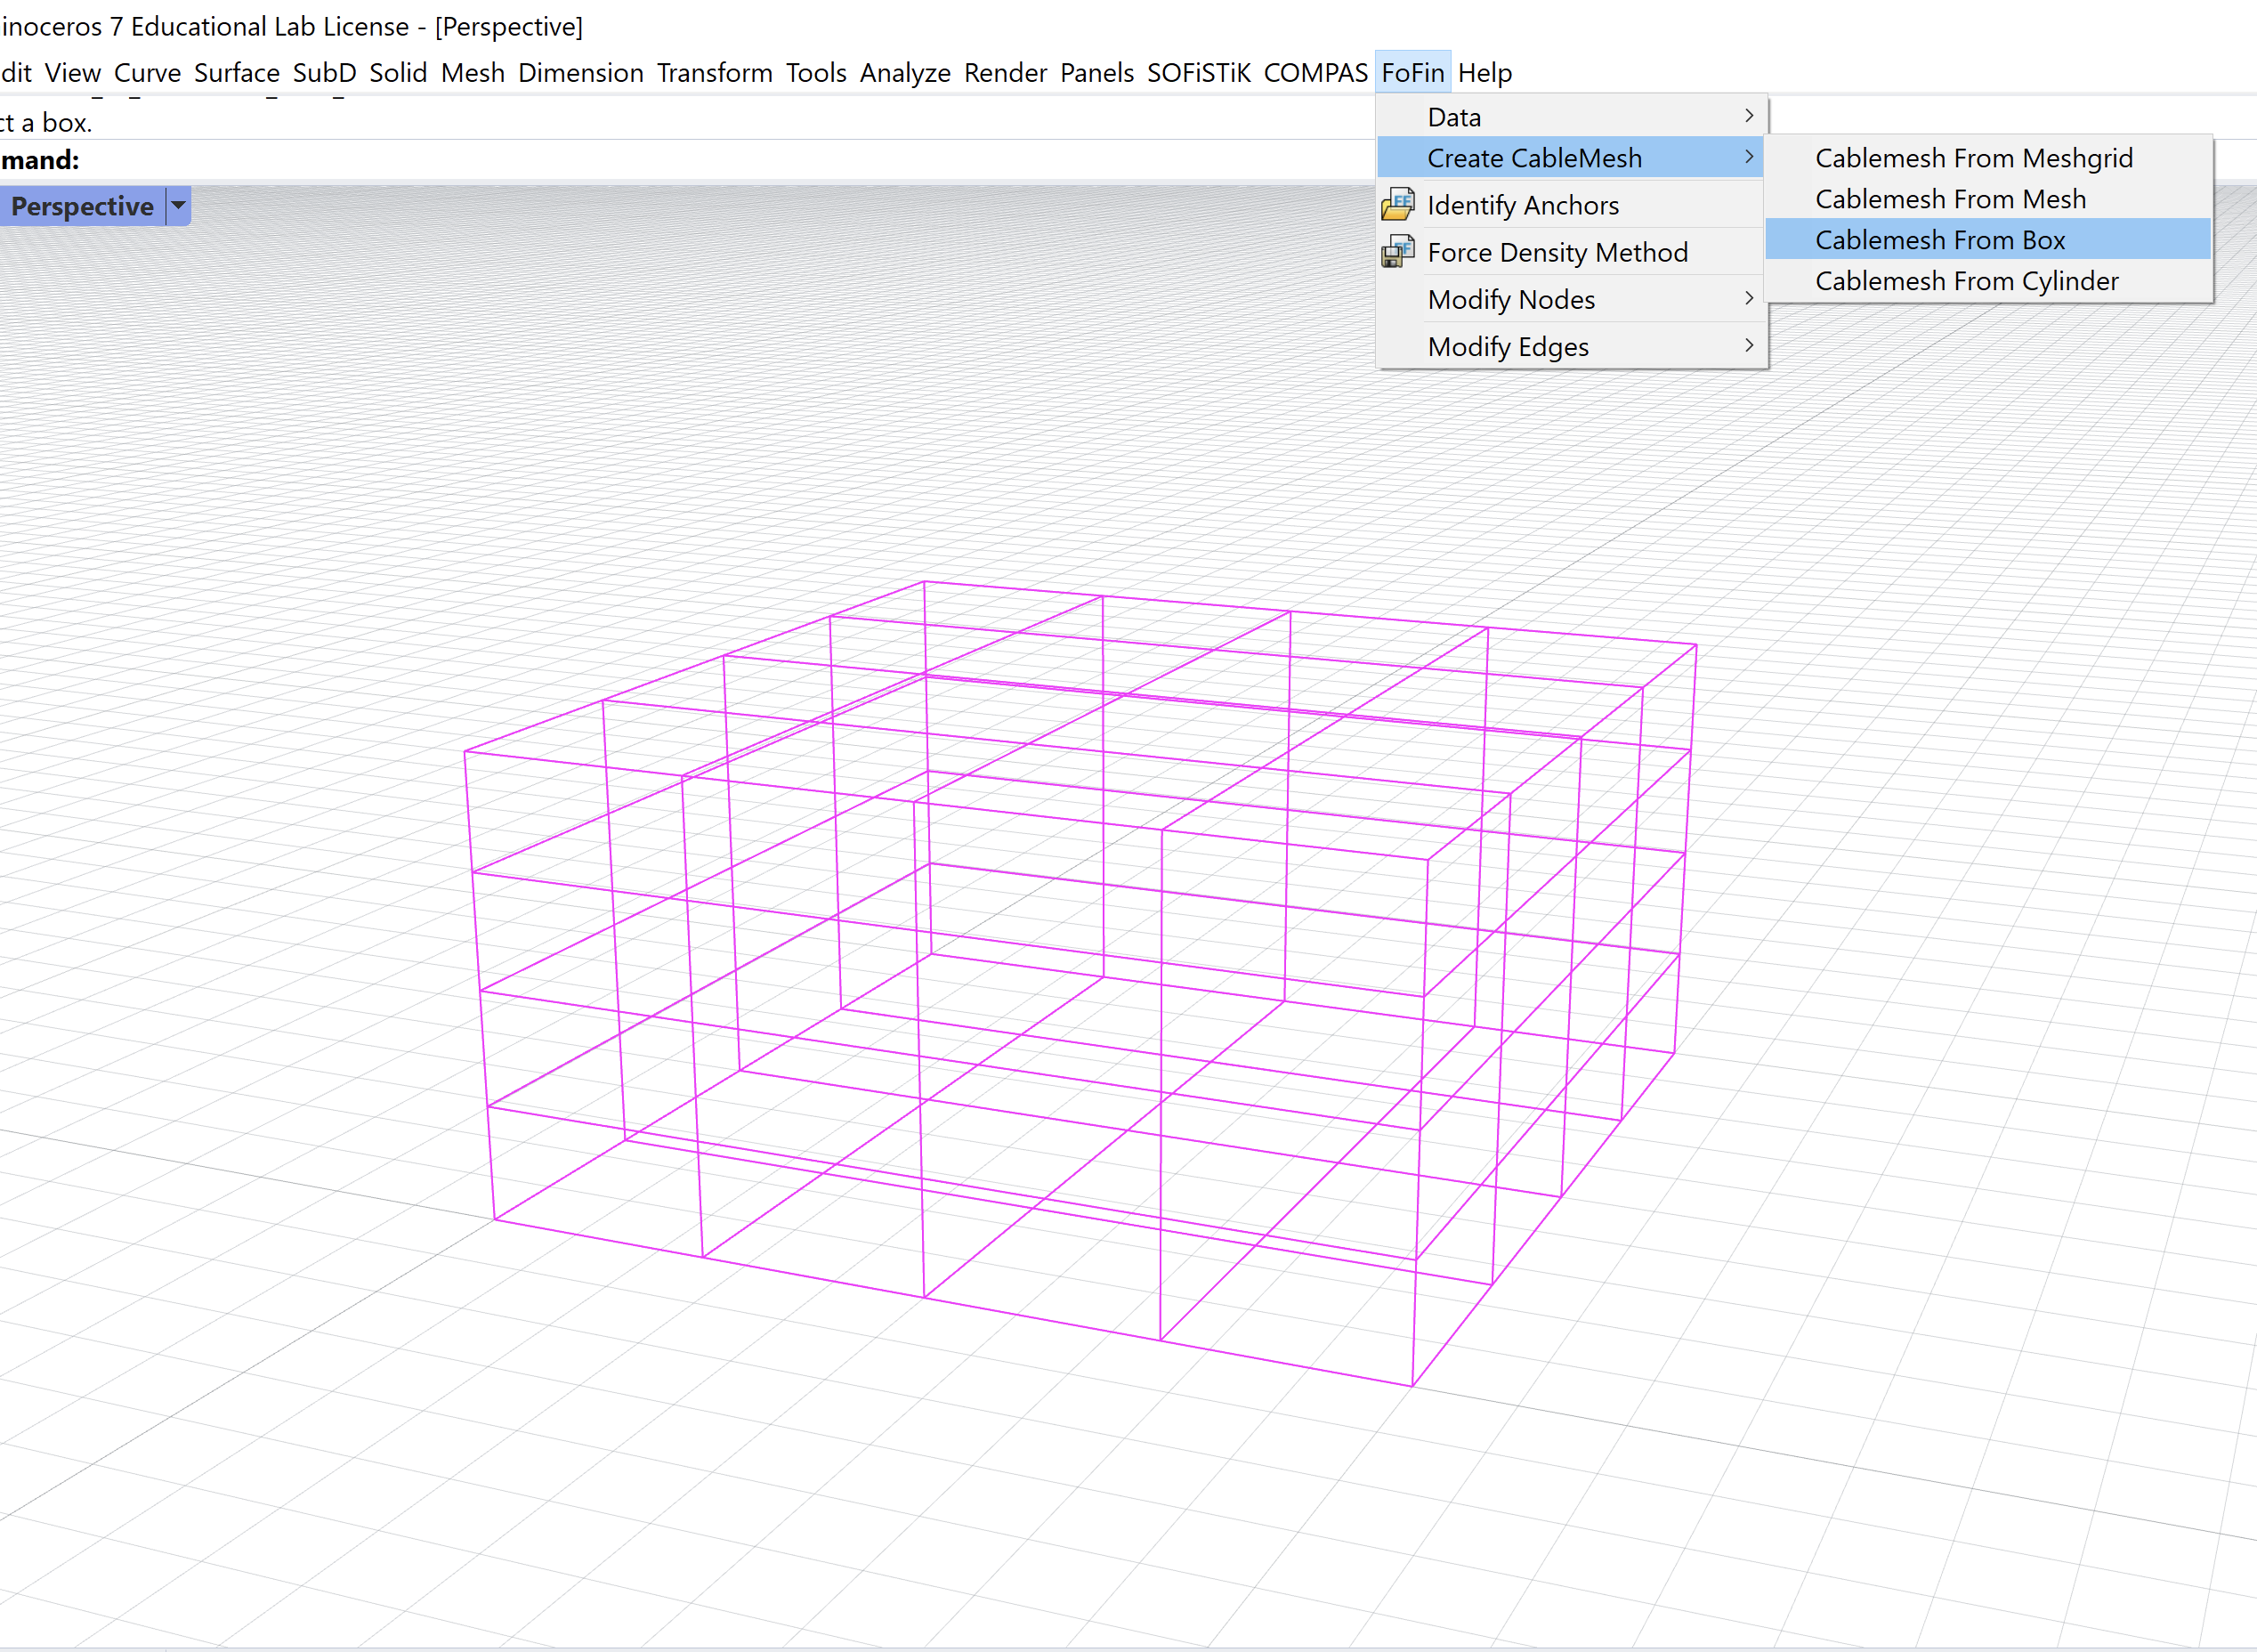 inoceros 7 Educational Lab License - [Perspective]
dit View Curve Surface SubD Solid Mesh Dimension Transform Tools Analyze Render Panels SOFiSTiK COMPAS FoFin Help
ct a box.
mand:
Perspective
Data
Create CableMesh
Identify Anchors
Force Density Method
Modify Nodes
Modify Edges
Cablemesh From Meshgrid
Cablemesh From Mesh
Cablemesh From Box
Cablemesh From Cylinder
FF
FF